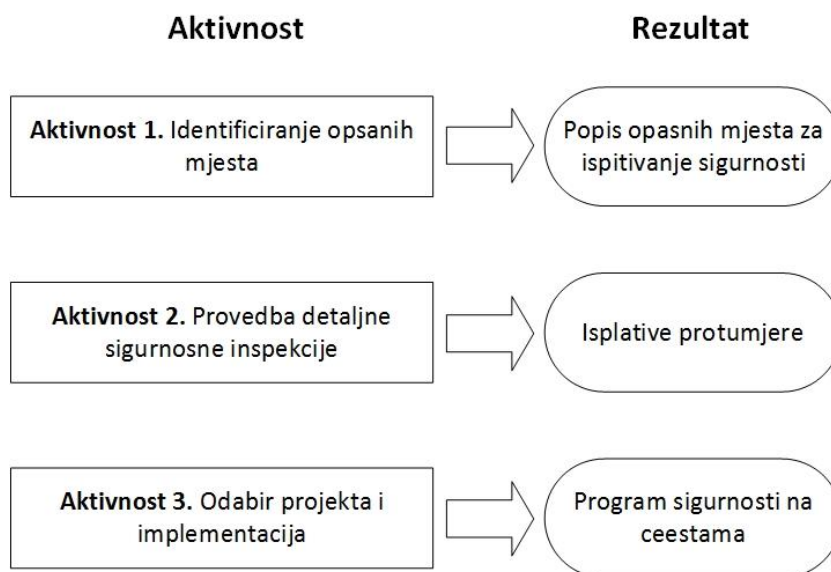 Aktivnost
Rezultat
Aktivnost 1. Identificiranje opsanih
mjesta
Popis opasnih mjesta za
ispitivanje sigurnosti
Aktivnost 2. Provedba detaljne
sigurnosne inspekcije
Isplative protumjere
Aktivnost 3. Odabir projekta i
implementacija
Program sigurnosti na
ceestama